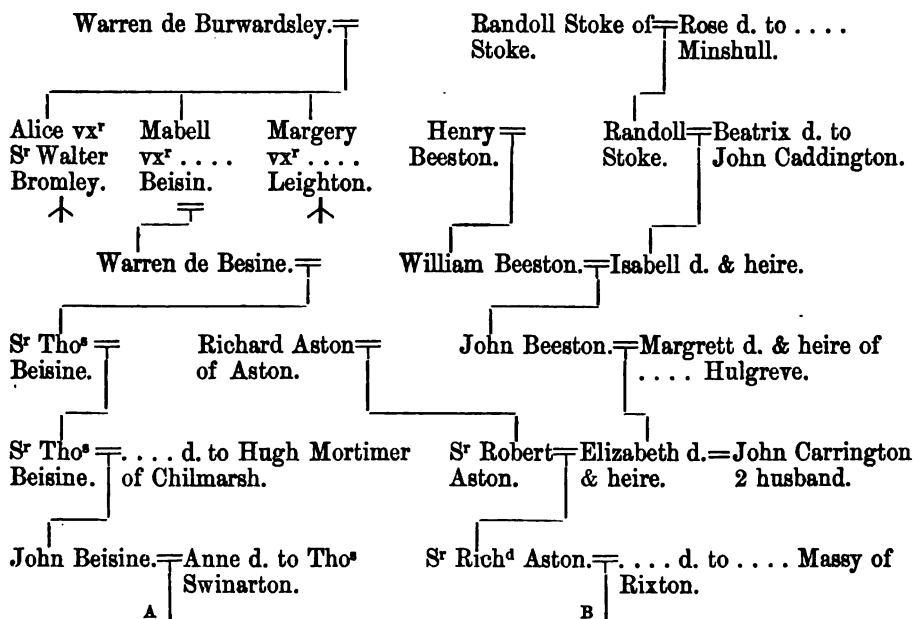 Warren de Burwardsley.
Randoll Stoke of Stoke.
Rose d. to . . . . Minshull.
Alice vxʳ Sʳ Walter Bromley.
Mabell vxʳ . . . . Beisin.
Margery vxʳ . . . . Leighton.
Henry Beeston.
Randoll Stoke.
Beatrix d. to John Caddington.
Warren de Besine.
William Beeston.
Isabell d. & heire.
Sʳ Thoˢ Beisine.
Richard Aston of Aston.
John Beeston.
Margrett d. & heire of . . . . Hulgreve.
Sʳ Thoˢ Beisine.
. . . . d. to Hugh Mortimer of Chilmarsh.
Sʳ Robert Aston.
Elizabeth d. & heire.
John Carrington 2 husband.
John Beisine.
Anne d. to Thoˢ Swinarton.
Sʳ Richᵈ Aston.
. . . . d. to . . . . Massy of Rixton.
A
B